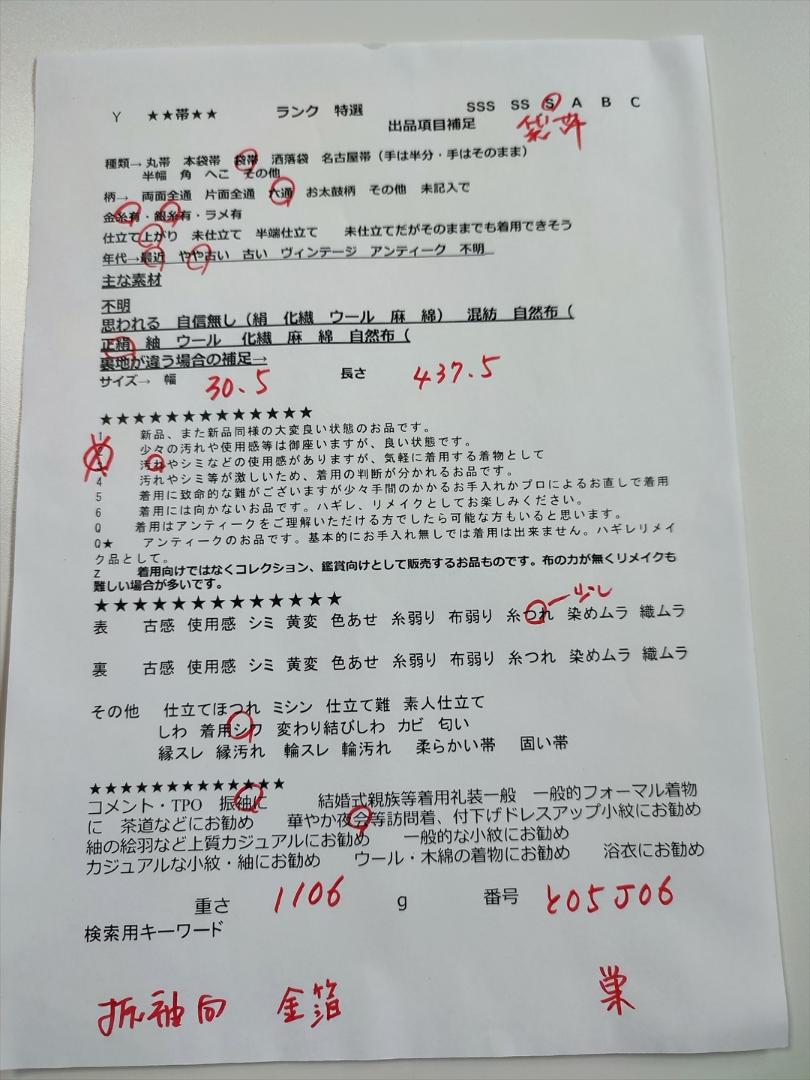 Y ★★帯★★ ランク 特選 SSS SS S A B C
出品項目補足
種類→ 丸帯 本袋帯 袋帯 洒落袋 名古屋帯（手は半分・手はそのまま）
半幅 角 へこ その他
柄→ 両面全通 片面全通 六通 お太鼓柄 その他 未記入で
金糸有・銀糸有・ラメ有
仕立て上がり 未仕立て 半端仕立て 未仕立てだがそのままでも着用できそう
年代→最近 やや古い 古い ヴィンテージ アンティーク 不明
主な素材
不明
思われる 自信無し（絹 化繊 ウール 麻 綿） 混紡 自然布（
正絹 紬 ウール 化繊 麻 綿 自然布（
裏地が違う場合の補足→
サイズ→ 幅 30.5 長さ 437.5
★★★★★★★★★★★★★
1 新品、また新品同様の大変良い状態のお品です。
少々の汚れや使用感等は御座いますが、良い状態です。
汚れやシミなどの使用感がありますが、気軽に着用する着物として
4 汚れやシミ等が激しいため、着用の判断が分かれるお品です。
5 着用に致命的な難がございますが少々手間のかかるお手入れかプロによるお直しで着用
6 着用には向かないお品です。ハギレ、リメイクとしてお楽しみください。
Q 着用はアンティークをご理解いただける方でしたら可能な方もいると思います。
Q★ アンティークのお品です。基本的にお手入れ無しでは着用は出来ません。ハギレリメイ
ク品として。
Z 着用向けではなくコレクション、鑑賞向けとして販売するお品ものです。布の力が無くリメイクも
難しい場合が多いです。
★★★★★★★★★★★★★
少し
表 古感 使用感 シミ 黄変 色あせ 糸弱り 布弱り 糸つれ 染めムラ 織ムラ
裏 古感 使用感 シミ 黄変 色あせ 糸弱り 布弱り 糸つれ 染めムラ 織ムラ
その他 仕立てほつれ ミシン 仕立て難 素人仕立て
しわ 着用シワ 変わり結びしわ カビ 匂い
縁スレ 縁汚れ 輪スレ 輪汚れ 柔らかい帯 固い帯
★★★★★★★★★★★★★
コメント・TPO 振袖に 結婚式親族等着用礼装一般 一般的フォーマル着物
に 茶道などにお勧め 華やか夜会等訪問着、付下げドレスアップ小紋にお勧め
紬の絵羽など上質カジュアルにお勧め 一般的な小紋にお勧め
カジュアルな小紋・紬にお勧め ウール・木綿の着物にお勧め 浴衣にお勧め
重さ 1106 g 番号 と05J06
検索用キーワード
振袖向 金箔 巣